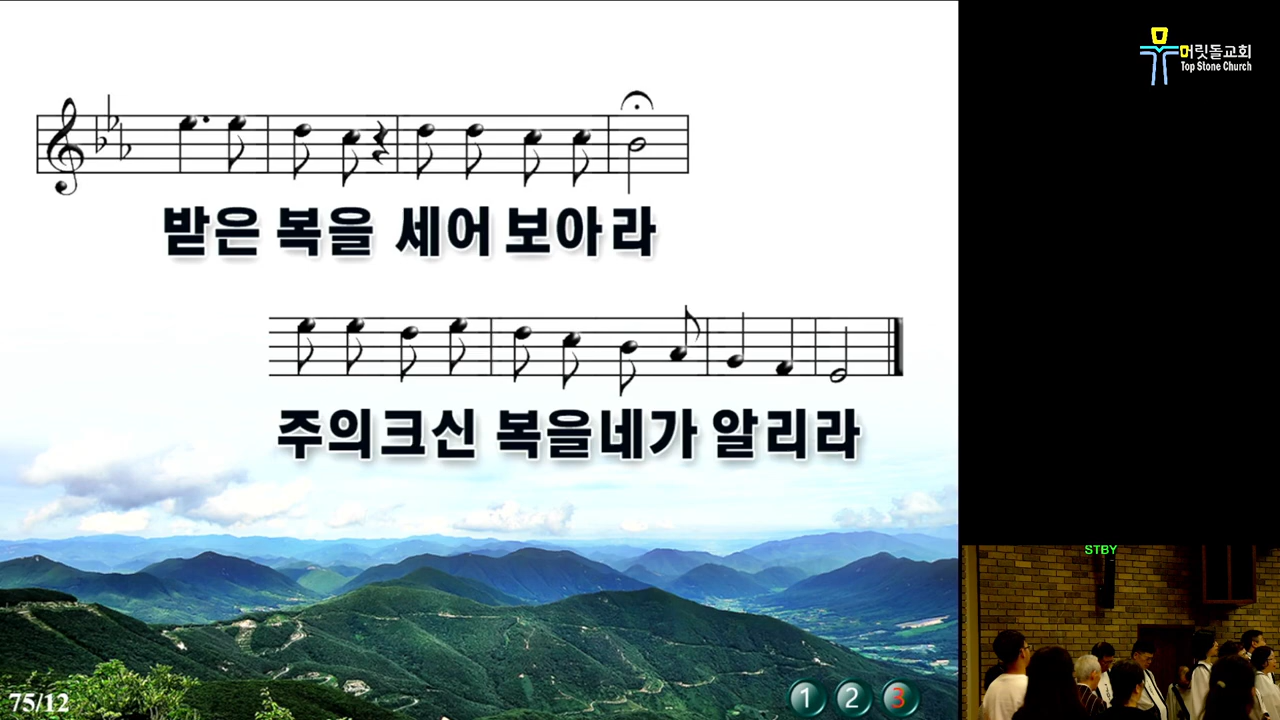 머릿돌교회
Top Stone Church
받은 복을 세어 보아라
주의크신 복을네가 알리라
STBY
75/12
1 2 3